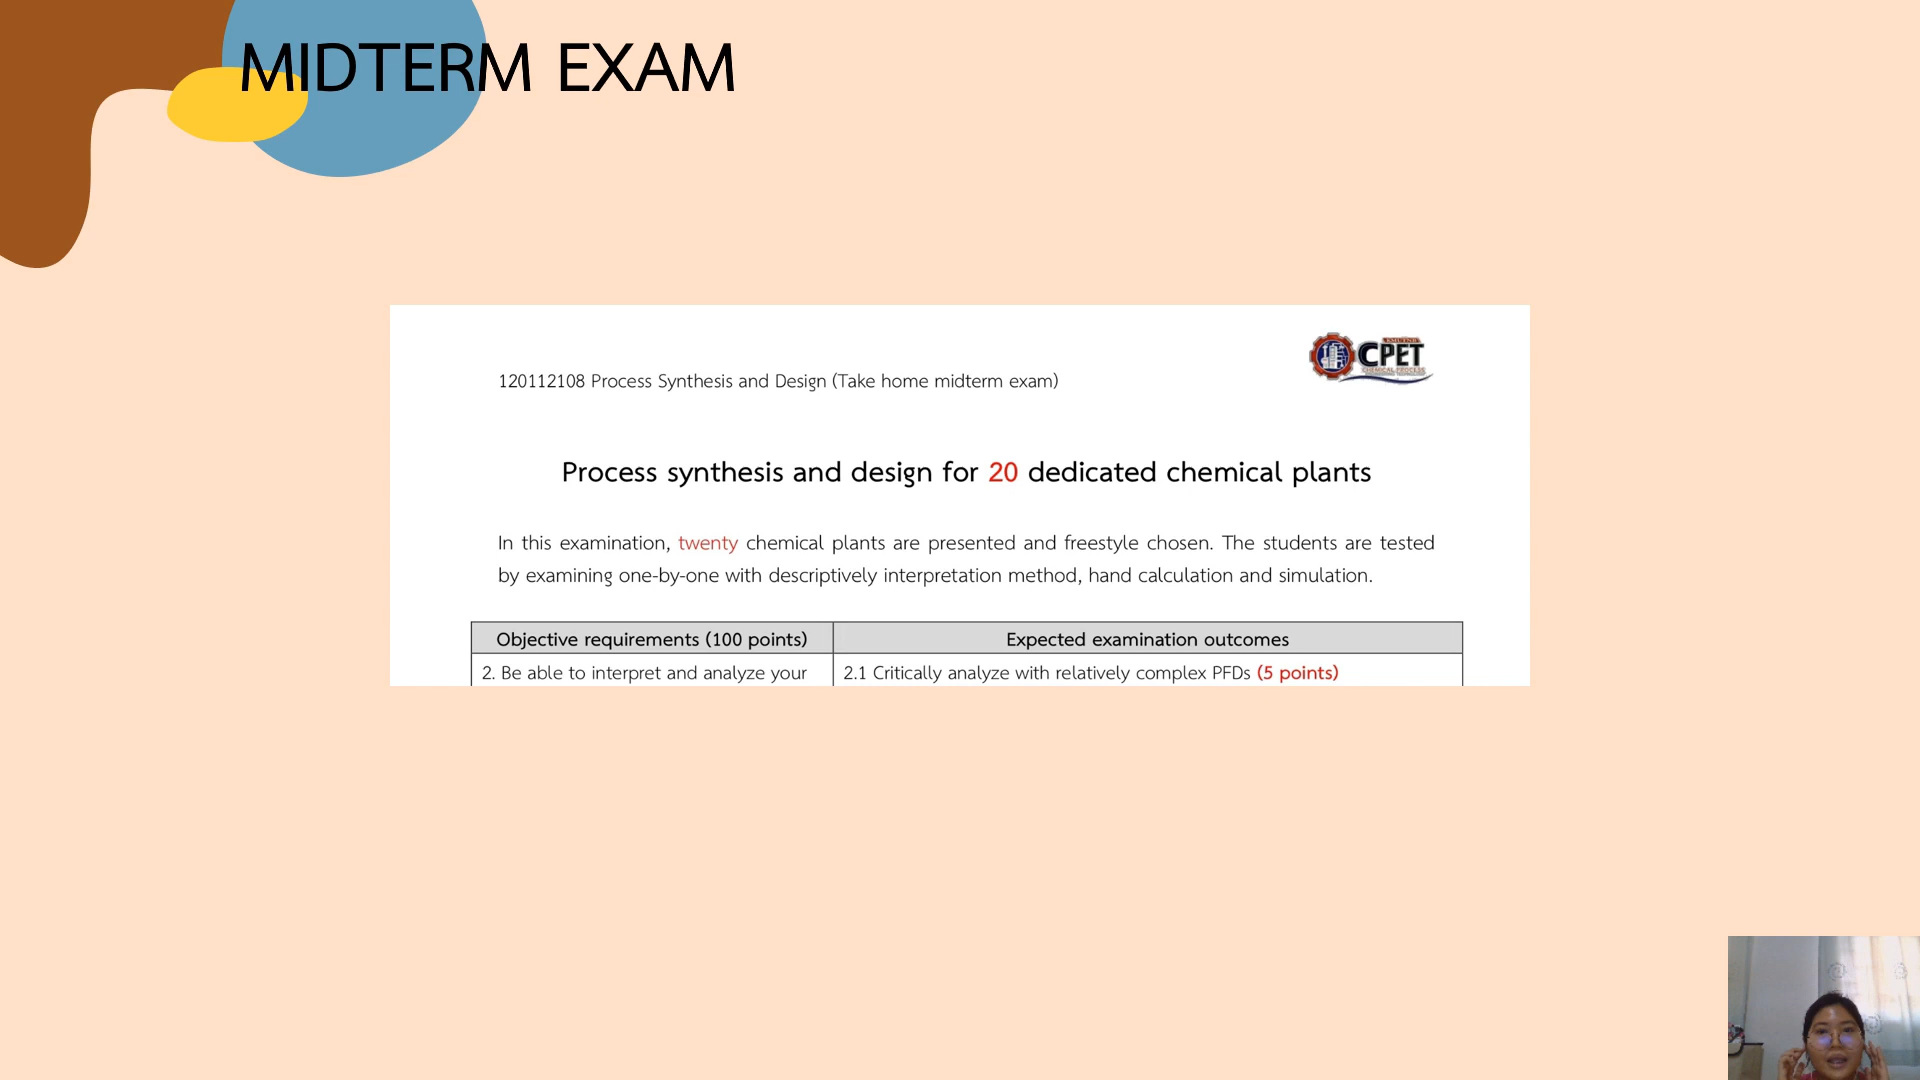 MIDTERM EXAM
CPET
120112108 Process Synthesis and Design (Take home midterm exam)
Process synthesis and design for 20 dedicated chemical plants
In this examination, twenty chemical plants are presented and freestyle chosen. The students are tested
by examining one-by-one with descriptively interpretation method, hand calculation and simulation.
Objective requirements (100 points)
Expected examination outcomes
2. Be able to interpret and analyze your
2.1 Critically analyze with relatively complex PFDs (5 points)